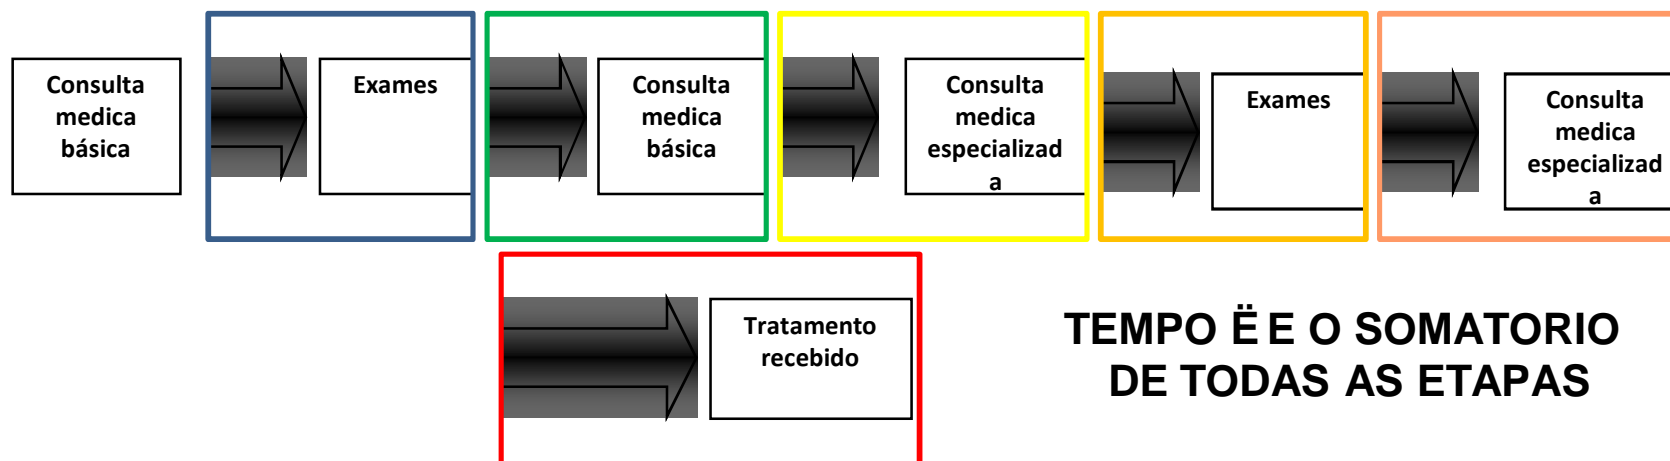 Consulta
medica
básica
Exames
Consulta
medica
básica
Consulta
medica
especializad
a
Exames
Consulta
medica
especializad
a
Tratamento
recebido
TEMPO Ë E O SOMATORIO
DE TODAS AS ETAPAS